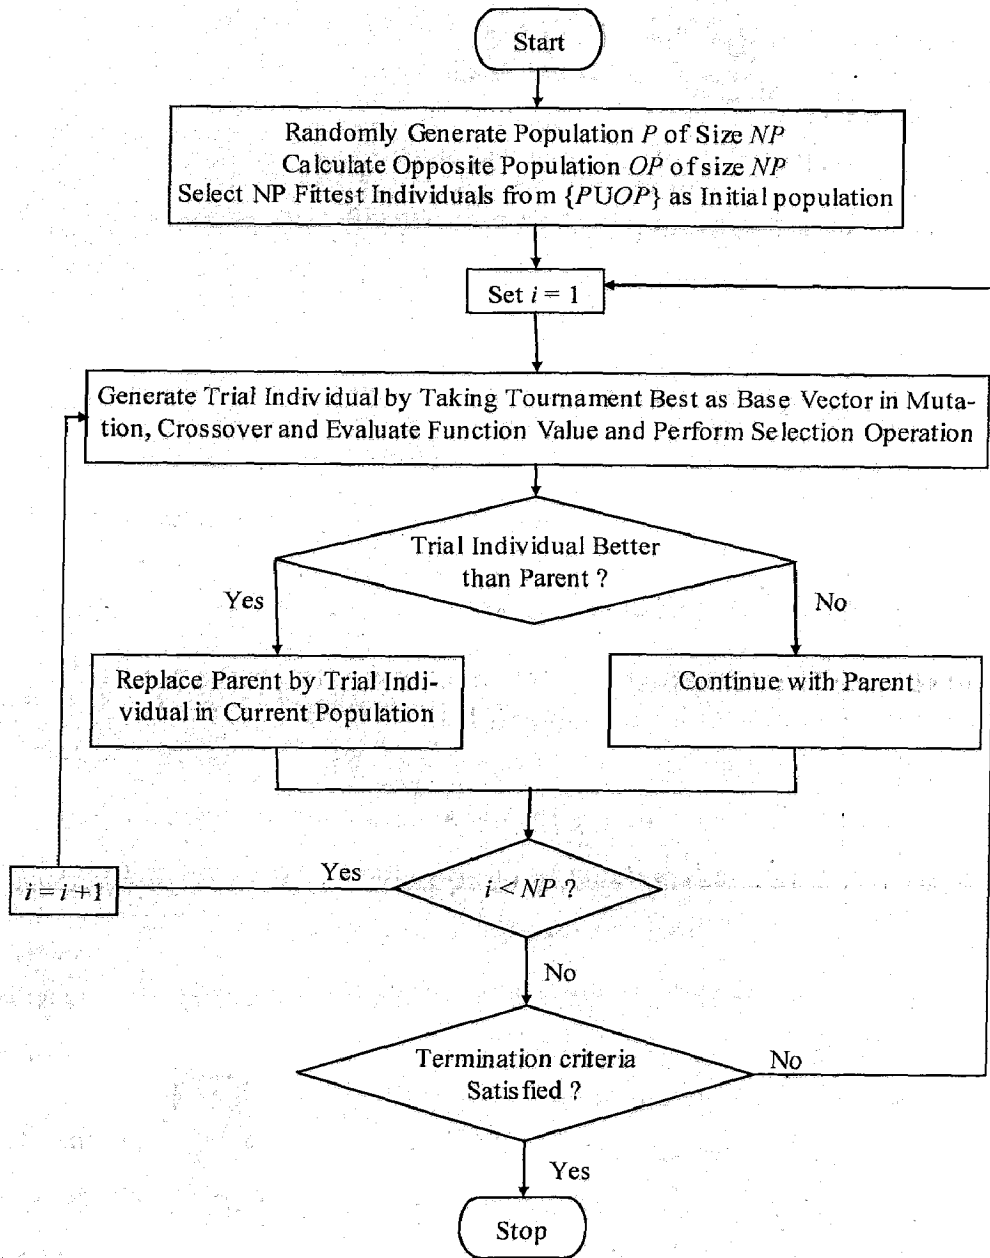 Start
Randomly Generate Population P of Size NP
Calculate Opposite Population OP of size NP
Select NP Fittest Individuals from {PUOP} as Initial population
Set i = 1
Generate Trial Individual by Taking Tournament Best as Base Vector in Muta-
tion, Crossover and Evaluate Function Value and Perform Selection Operation
Trial Individual Better
than Parent ?
Yes
No
Replace Parent by Trial Indi-
vidual in Current Population
Continue with Parent
i = i +1
Yes
i < NP ?
No
Termination criteria
Satisfied ?
No
Yes
Stop